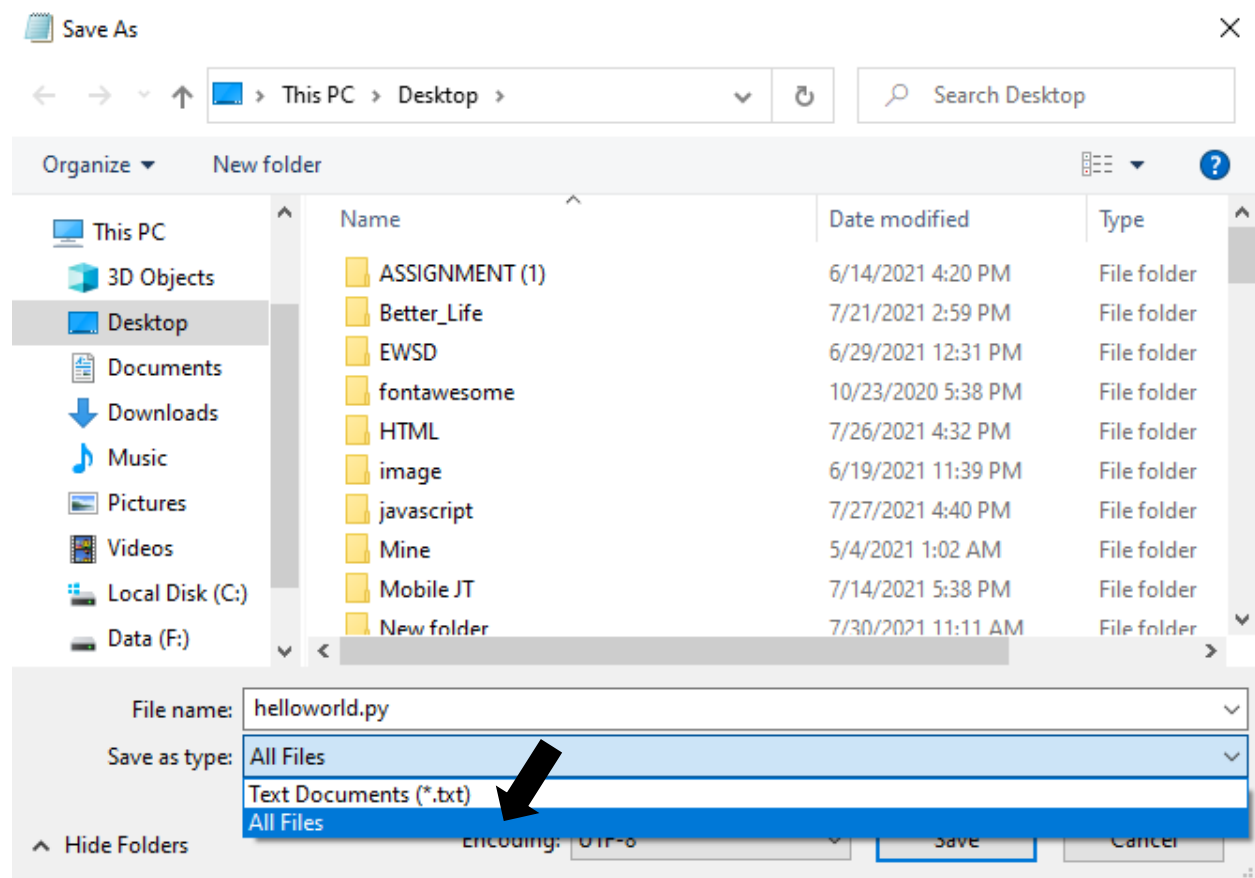 Save As
This PC > Desktop >
Search Desktop
Organize
New folder
Name Date modified Type
This PC
3D Objects
Desktop
Documents
Downloads
Music
Pictures
Videos
Local Disk (C:)
Data (F:)
ASSIGNMENT (1) 6/14/2021 4:20 PM File folder
Better_Life 7/21/2021 2:59 PM File folder
EWSD 6/29/2021 12:31 PM File folder
fontawesome 10/23/2020 5:38 PM File folder
HTML 7/26/2021 4:32 PM File folder
image 6/19/2021 11:39 PM File folder
javascript 7/27/2021 4:40 PM File folder
Mine 5/4/2021 1:02 AM File folder
Mobile JT 7/14/2021 5:38 PM File folder
New folder 7/30/2021 11:11 AM File folder
File name: helloworld.py
Save as type: All Files
Text Documents (*.txt)
All Files
Hide Folders
Encoding: UTF-8
Save
Cancel